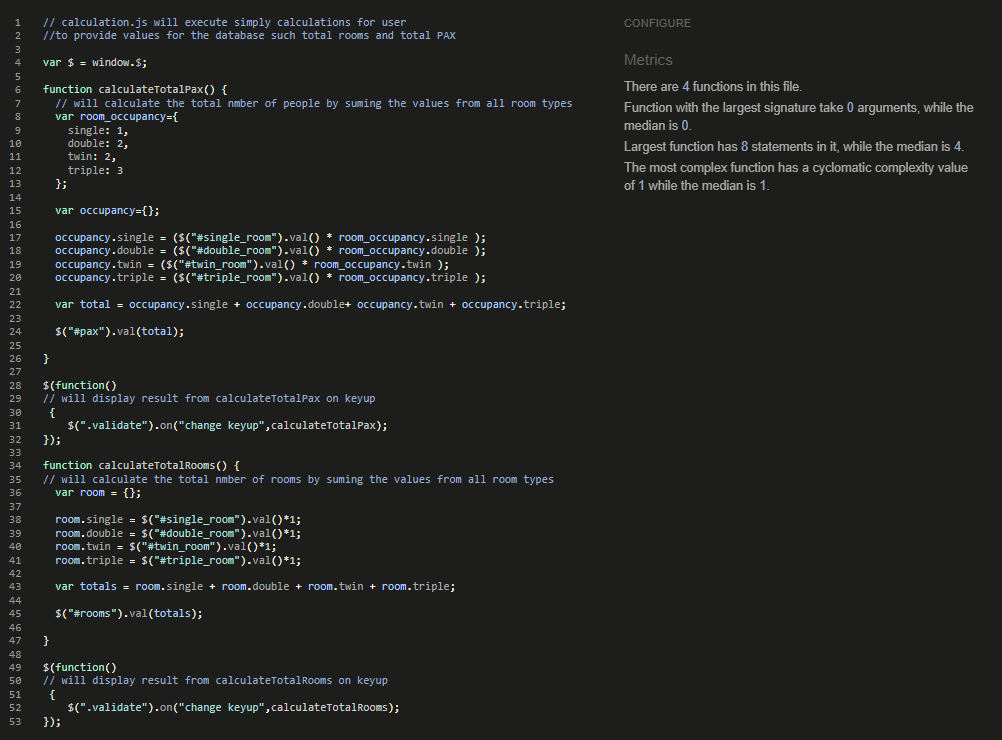 1 // calculation.js will execute simply calculations for user
2 //to provide values for the database such total rooms and total PAX
3
4 var $ = window.$;
5
6 function calculateTotalPax() {
7 // will calculate the total nmber of people by suming the values from all room types
8 var room_occupancy={
9 single: 1,
10 double: 2,
11 twin: 2,
12 triple: 3
13 };
14
15 var occupancy={};
16
17 occupancy.single = ($("#single_room").val() * room_occupancy.single );
18 occupancy.double = ($("#double_room").val() * room_occupancy.double );
19 occupancy.twin = ($("#twin_room").val() * room_occupancy.twin );
20 occupancy.triple = ($("#triple_room").val() * room_occupancy.triple );
21
22 var total = occupancy.single + occupancy.double+ occupancy.twin + occupancy.triple;
23
24 $("#pax").val(total);
25
26 }
27
28 $(function()
29 // will display result from calculateTotalPax on keyup
30 {
31 $(".validate").on("change keyup",calculateTotalPax);
32 });
33
34 function calculateTotalRooms() {
35 // will calculate the total nmber of rooms by suming the values from all room types
36 var room = {};
37
38 room.single = $("#single_room").val()*1;
39 room.double = $("#double_room").val()*1;
40 room.twin = $("#twin_room").val()*1;
41 room.triple = $("#triple_room").val()*1;
42
43 var totals = room.single + room.double + room.twin + room.triple;
44
45 $("#rooms").val(totals);
46
47 }
48
49 $(function()
50 // will display result from calculateTotalRooms on keyup
51 {
52 $(".validate").on("change keyup",calculateTotalRooms);
53 });
CONFIGURE
Metrics
There are 4 functions in this file.
Function with the largest signature take 0 arguments, while the
median is 0.
Largest function has 8 statements in it, while the median is 4.
The most complex function has a cyclomatic complexity value
of 1 while the median is 1.